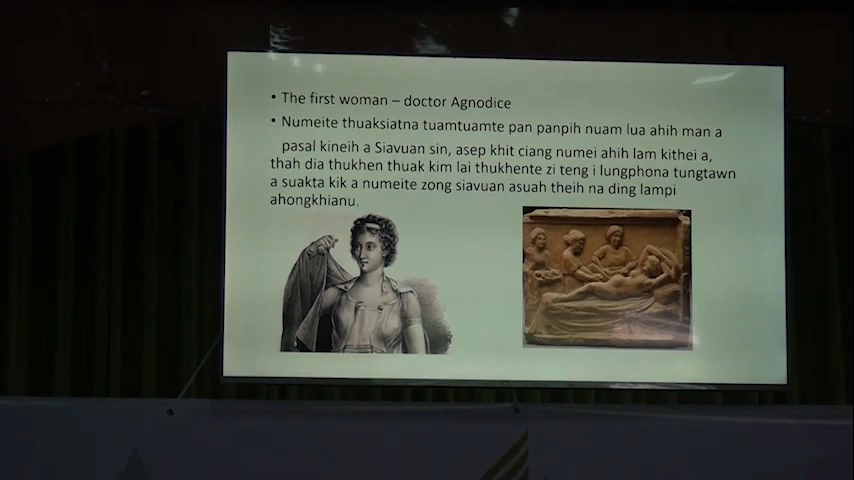 • The first woman – doctor Agnodice
• Numeite thuaksiatna tuamtuamte pan panpih nuam lua ahih man a
pasal kineih a Siavuan sin, asep khit ciang numei ahih lam kithei a,
thah dia thukhen thuak kim lai thukhente zi teng i lungphona tungtawn
a suakta kik a numeite zong siavuan asuah theih na ding lampi
ahongkhianu.